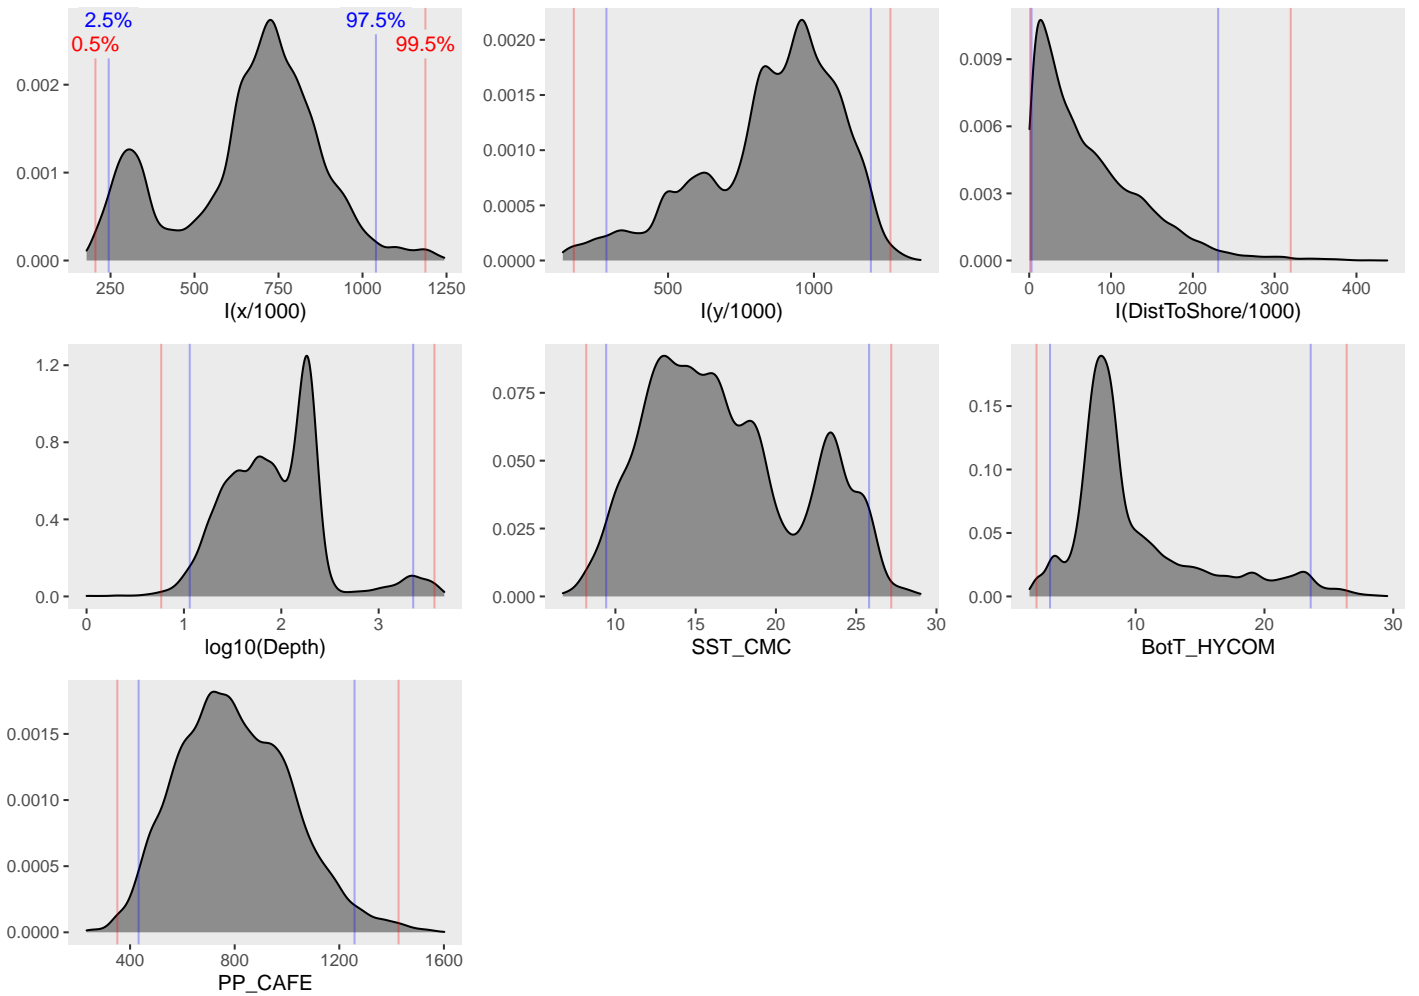 2.5% 97.5%
0.5% 99.5%
0.002
0.001
0.000
250 500 750 1000 1250
I(x/1000)
0.0020
0.0015
0.0010
0.0005
0.0000
500 1000
I(y/1000)
0.009
0.006
0.003
0.000
0 100 200 300 400
I(DistToShore/1000)
1.2
0.8
0.4
0.0
0 1 2 3
log10(Depth)
0.075
0.050
0.025
0.000
10 15 20 25 30
SST_CMC
0.15
0.10
0.05
0.00
10 20 30
BotT_HYCOM
0.0015
0.0010
0.0005
0.0000
400 800 1200 1600
PP_CAFE